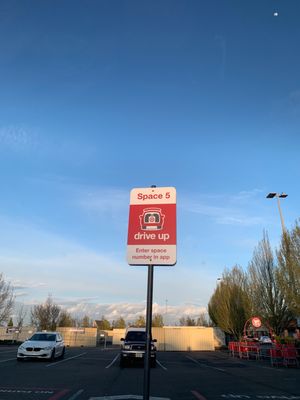 Space 5
drive up
Enter space
number in app